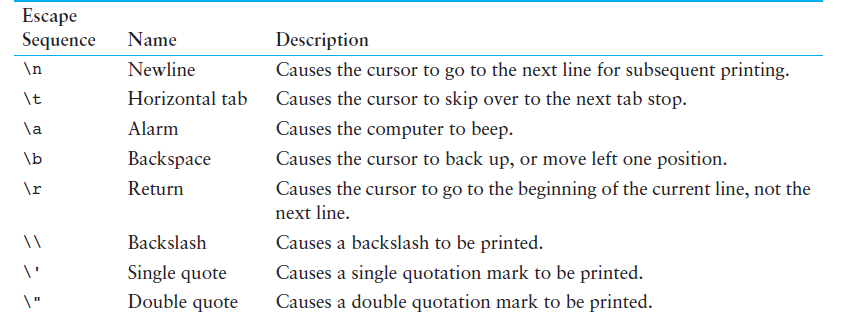 Escape
Sequence Name Description
\n Newline Causes the cursor to go to the next line for subsequent printing.
\t Horizontal tab Causes the cursor to skip over to the next tab stop.
\a Alarm Causes the computer to beep.
\b Backspace Causes the cursor to back up, or move left one position.
\r Return Causes the cursor to go to the beginning of the current line, not the
next line.
\\ Backslash Causes a backslash to be printed.
\' Single quote Causes a single quotation mark to be printed.
\" Double quote Causes a double quotation mark to be printed.